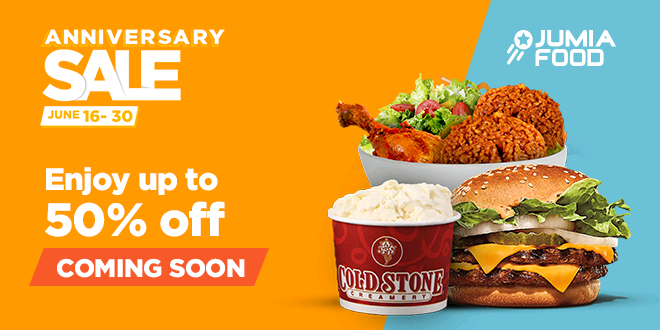 ANNIVERSARY
SALE
JUNE 16- 30
JUMIA
FOOD
Enjoy up to
50% off
COMING SOON
COLD STONE
CREAMERY